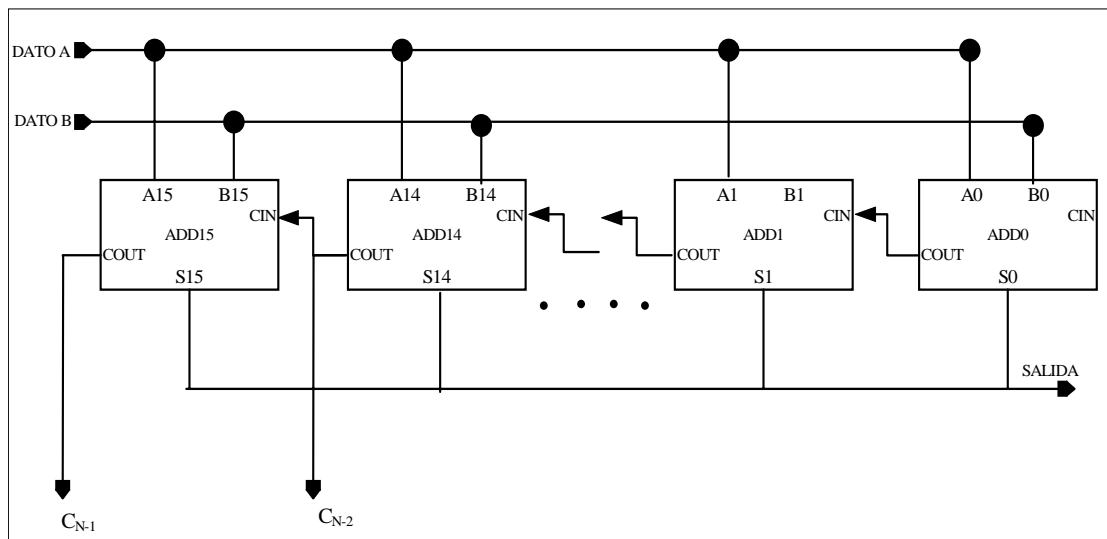 DATO A
DATO B
A15 B15 A14 B14 A1 B1 A0 B0
CIN CIN CIN CIN
ADD15 ADD14 ADD1 ADD0
COUT COUT COUT COUT
S15 S14 S1 S0
. . . .
SALIDA
CN-1 CN-2